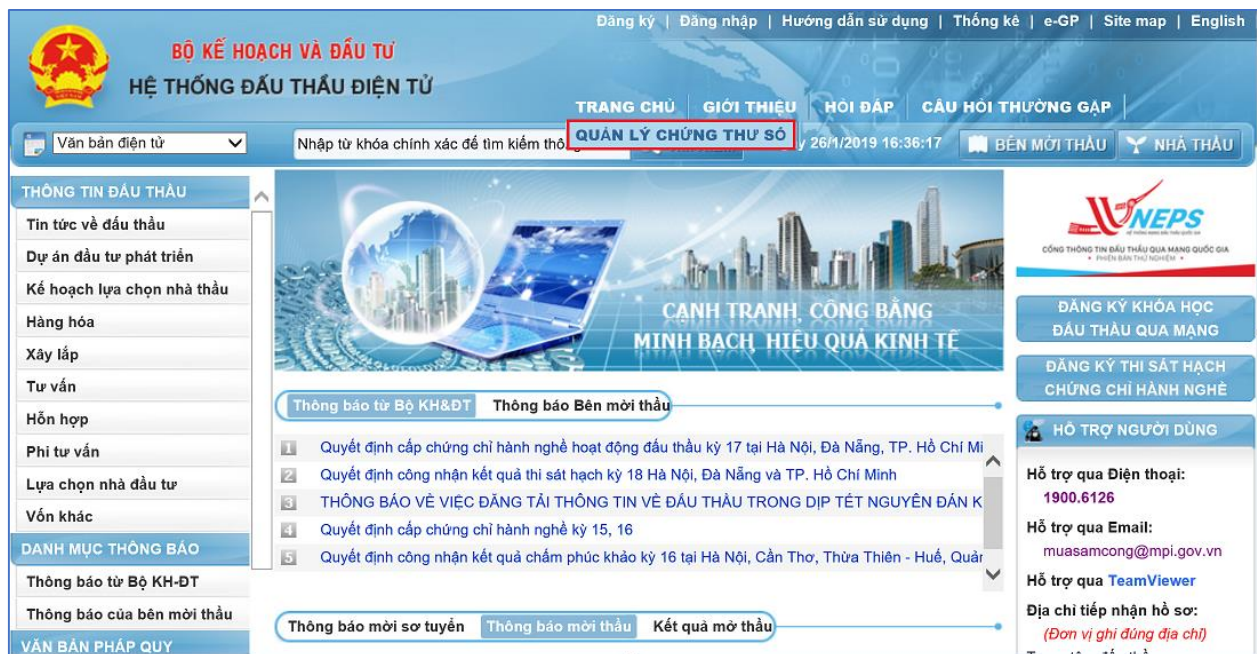 Đăng ký | Đăng nhập | Hướng dẫn sử dụng | Thống kê | e-GP | Site map | English
BỘ KẾ HOẠCH VÀ ĐẦU TƯ
HỆ THỐNG ĐẤU THẦU ĐIỆN TỬ
TRANG CHỦ GIỚI THIỆU HỎI ĐÁP CÂU HỎI THƯỜNG GẶP
QUẢN LÝ CHỨNG THƯ SỐ
Văn bản điện tử
Nhập từ khóa chính xác để tìm kiếm
26/1/2019 16:36:17
BÊN MỜI THẦU
NHÀ THẦU
THÔNG TIN ĐẤU THẦU
Tin tức về đấu thầu
Dự án đầu tư phát triển
Kế hoạch lựa chọn nhà thầu
Hàng hóa
Xây lắp
Tư vấn
Hỗn hợp
Phi tư vấn
Lựa chọn nhà đầu tư
Vốn khác
DANH MỤC THÔNG BÁO
Thông báo từ Bộ KH-ĐT
Thông báo của bên mời thầu
VĂN BẢN PHÁP QUY
CẠNH TRANH, CÔNG BẰNG
MINH BẠCH, HIỆU QUẢ KINH TẾ
Thông báo từ Bộ KH&ĐT Thông báo Bên mời thầu
1 Quyết định cấp chứng chỉ hành nghề hoạt động đấu thầu kỳ 17 tại Hà Nội, Đà Nẵng, TP. Hồ Chí Mi
2 Quyết định công nhận kết quả thi sát hạch kỳ 18 Hà Nội, Đà Nẵng và TP. Hồ Chí Minh
3 THÔNG BÁO VỀ VIỆC ĐĂNG TẢI THÔNG TIN VỀ ĐẤU THẦU TRONG DỊP TẾT NGUYÊN ĐÁN K
4 Quyết định cấp chứng chỉ hành nghề kỳ 15, 16
5 Quyết định công nhận kết quả chấm phúc khảo kỳ 16 tại Hà Nội, Cần Thơ, Thừa Thiên - Huế, Quản
Thông báo mời sơ tuyển Thông báo mời thầu Kết quả mở thầu
VNEPS
HỆ THỐNG MẠNG ĐẤU THẦU QUỐC GIA
CỔNG THÔNG TIN ĐẤU THẦU QUA MẠNG QUỐC GIA
• PHIÊN BẢN THỬ NGHIỆM •
ĐĂNG KÝ KHÓA HỌC
ĐẤU THẦU QUA MẠNG
ĐĂNG KÝ THI SÁT HẠCH
CHỨNG CHỈ HÀNH NGHỀ
HỖ TRỢ NGƯỜI DÙNG
Hỗ trợ qua Điện thoại:
1900.6126
Hỗ trợ qua Email:
muasamcong@mpi.gov.vn
Hỗ trợ qua TeamViewer
Địa chỉ tiếp nhận hồ sơ:
(Đơn vị ghi đúng địa chỉ)